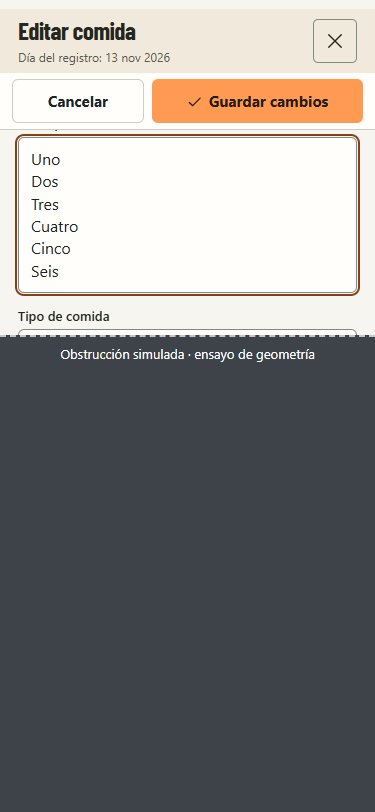 Editar comida
Día del registro: 13 nov 2026
Cancelar
Guardar cambios
Uno
Dos
Tres
Cuatro
Cinco
Seis
Tipo de comida
Obstrucción simulada · ensayo de geometría